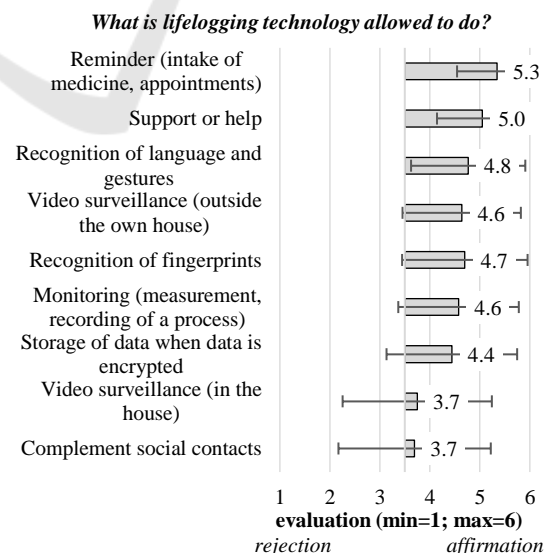 What is lifelogging technology allowed to do?
Reminder (intake of
medicine, appointments)
5.3
Support or help
5.0
Recognition of language and
gestures
4.8
Video surveillance (outside
the own house)
4.6
Recognition of fingerprints
4.7
Monitoring (measurement,
recording of a process)
4.6
Storage of data when data is
encrypted
4.4
Video surveillance (in the
house)
3.7
Complement social contacts
3.7
1 2 3 4 5 6
evaluation (min=1; max=6)
rejection affirmation